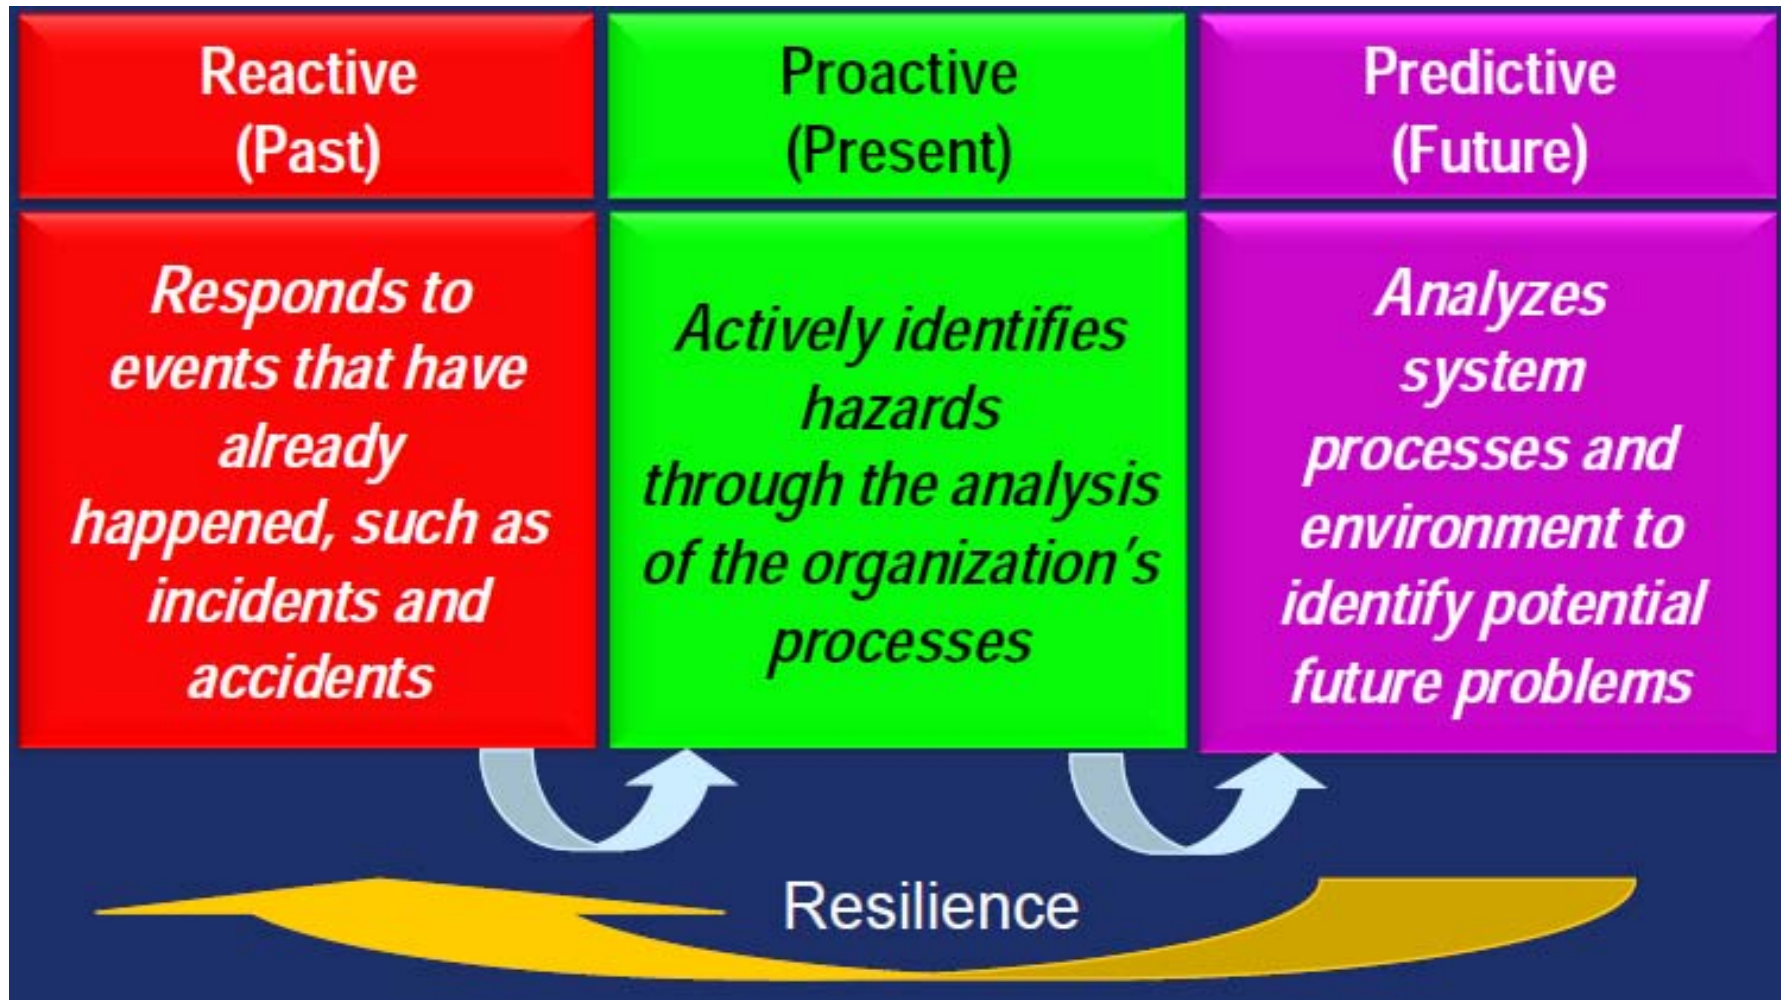 Reactive
(Past)
Proactive
(Present)
Predictive
(Future)
Responds to
events that have
already
happened, such as
incidents and
accidents
Actively identifies
hazards
through the analysis
of the organization’s
processes
Analyzes
system
processes and
environment to
identify potential
future problems
Resilience